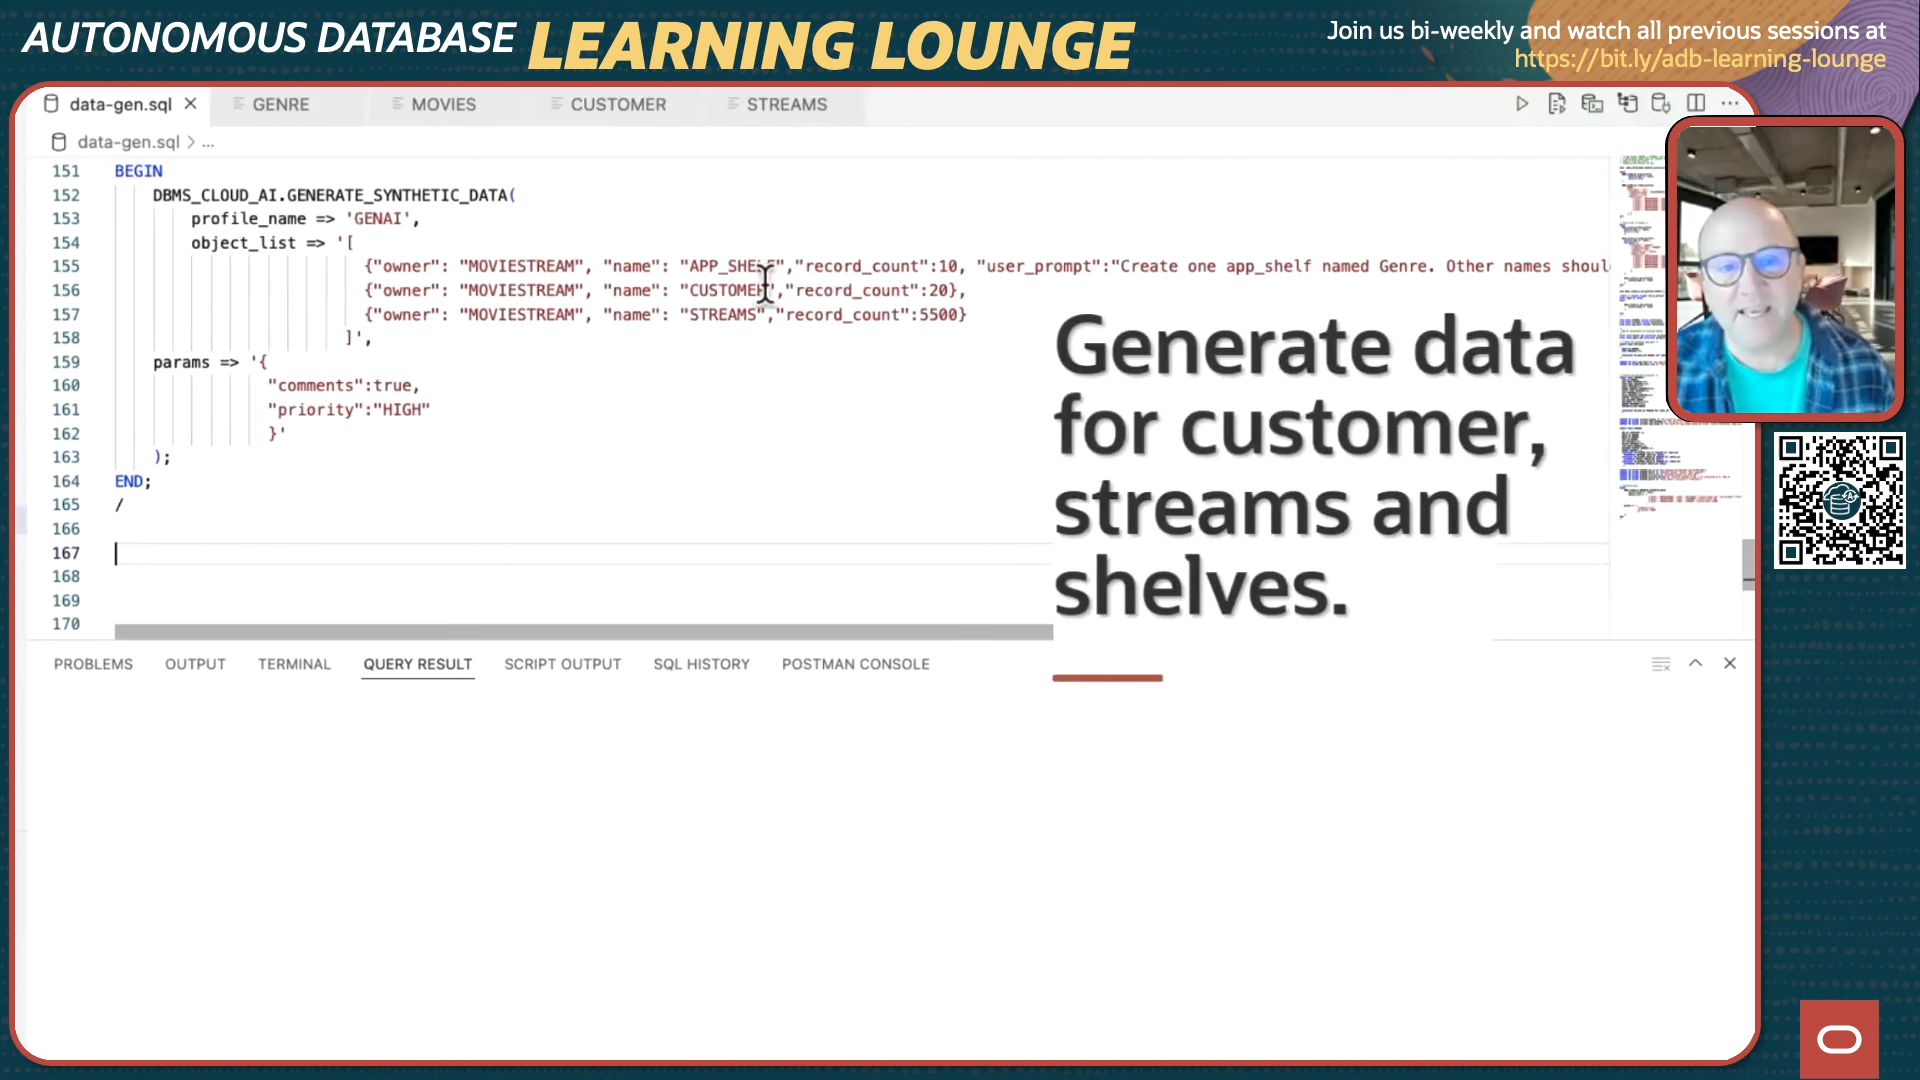 AUTONOMOUS DATABASE LEARNING LOUNGE
Join us bi-weekly and watch all previous sessions at
https://bit.ly/adb-learning-lounge
data-gen.sql GENRE MOVIES CUSTOMER STREAMS
data-gen.sql > ...
151 BEGIN
152 DBMS_CLOUD_AI.GENERATE_SYNTHETIC_DATA(
153 profile_name => 'GENAI',
154 object_list => '[
155 {"owner": "MOVIESTREAM", "name": "APP_SHELF","record_count":10, "user_prompt":"Create one app_shelf named Genre. Other names shoul
156 {"owner": "MOVIESTREAM", "name": "CUSTOMER","record_count":20},
157 {"owner": "MOVIESTREAM", "name": "STREAMS","record_count":5500}
158 ]',
159 params => '{
160 "comments":true,
161 "priority":"HIGH"
162 }'
163 );
164 END;
165 /
166
167
168
169
170
Generate data
for customer,
streams and
shelves.
PROBLEMS OUTPUT TERMINAL QUERY RESULT SCRIPT OUTPUT SQL HISTORY POSTMAN CONSOLE